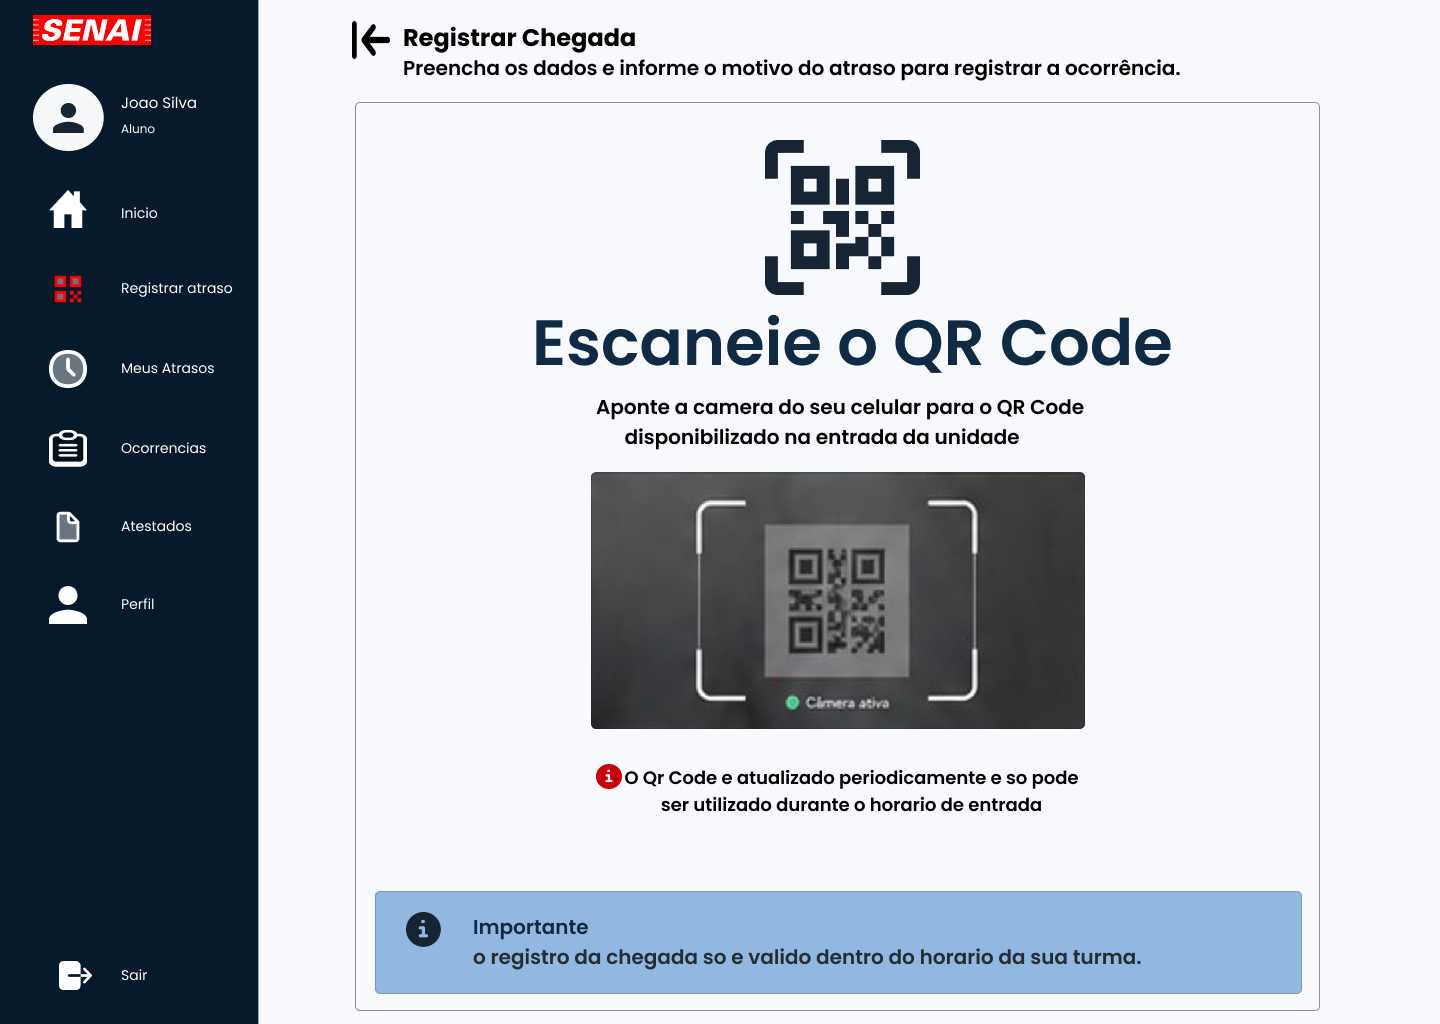 SENAI
Joao Silva
Aluno
Inicio
Registrar atraso
Meus Atrasos
Ocorrencias
Atestados
Perfil
Sair
Registrar Chegada
Preencha os dados e informe o motivo do atraso para registrar a ocorrência.
Escaneie o QR Code
Aponte a camera do seu celular para o QR Code
disponibilizado na entrada da unidade
Câmera ativa
O Qr Code e atualizado periodicamente e so pode
ser utilizado durante o horario de entrada
Importante
o registro da chegada so e valido dentro do horario da sua turma.